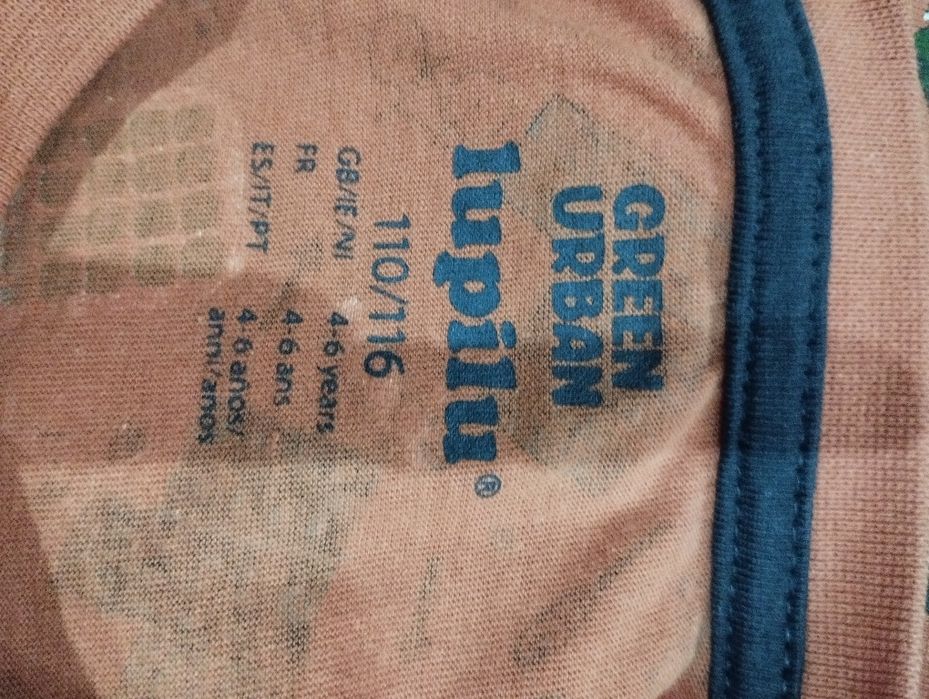 GREEN
URBAN
lupilu®
110/116
GB/IE/NI 4-6 years
FR 4-6 ans
ES/IT/PT 4-6 años/
anni/anos